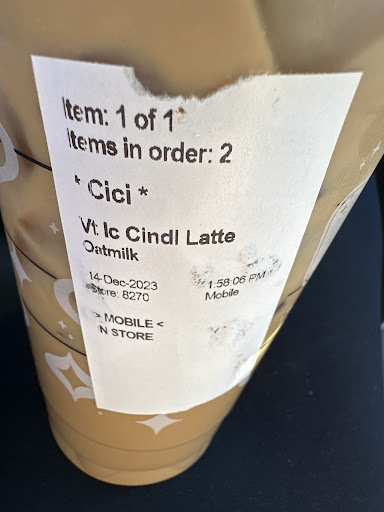 Item: 1 of 1
Items in order: 2
* Cici *
Vt Ic Cindl Latte
Oatmilk
14-Dec-2023 1:58:06 PM
Store: 8270 Mobile
> MOBILE <
N STORE